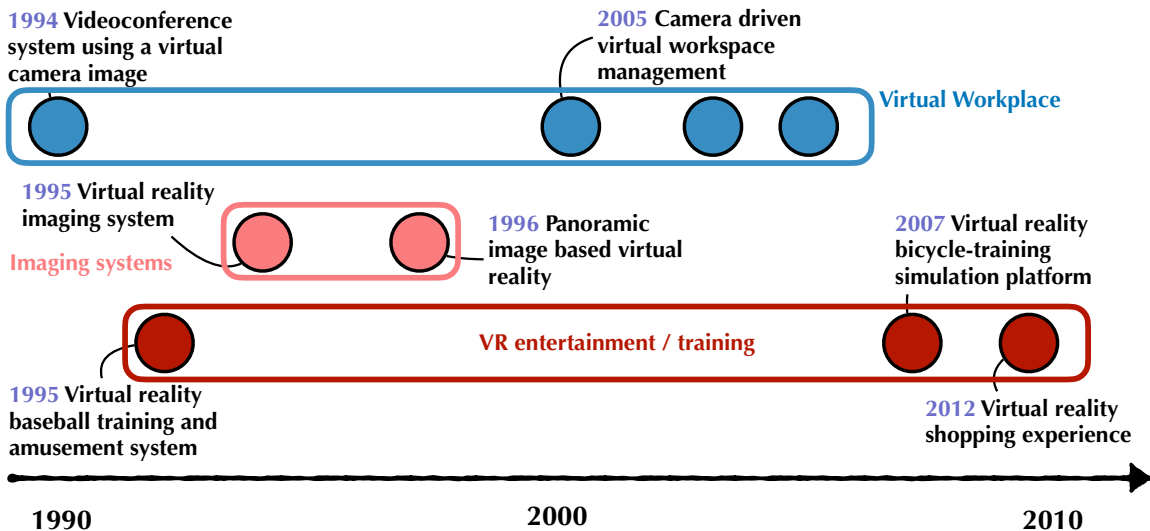 1994 Videoconference
system using a virtual
camera image
2005 Camera driven
virtual workspace
management
Virtual Workplace
1995 Virtual reality
imaging system
Imaging systems
1996 Panoramic
image based virtual
reality
2007 Virtual reality
bicycle-training
simulation platform
VR entertainment / training
1995 Virtual reality
baseball training and
amusement system
2012 Virtual reality
shopping experience
1990
2000
2010